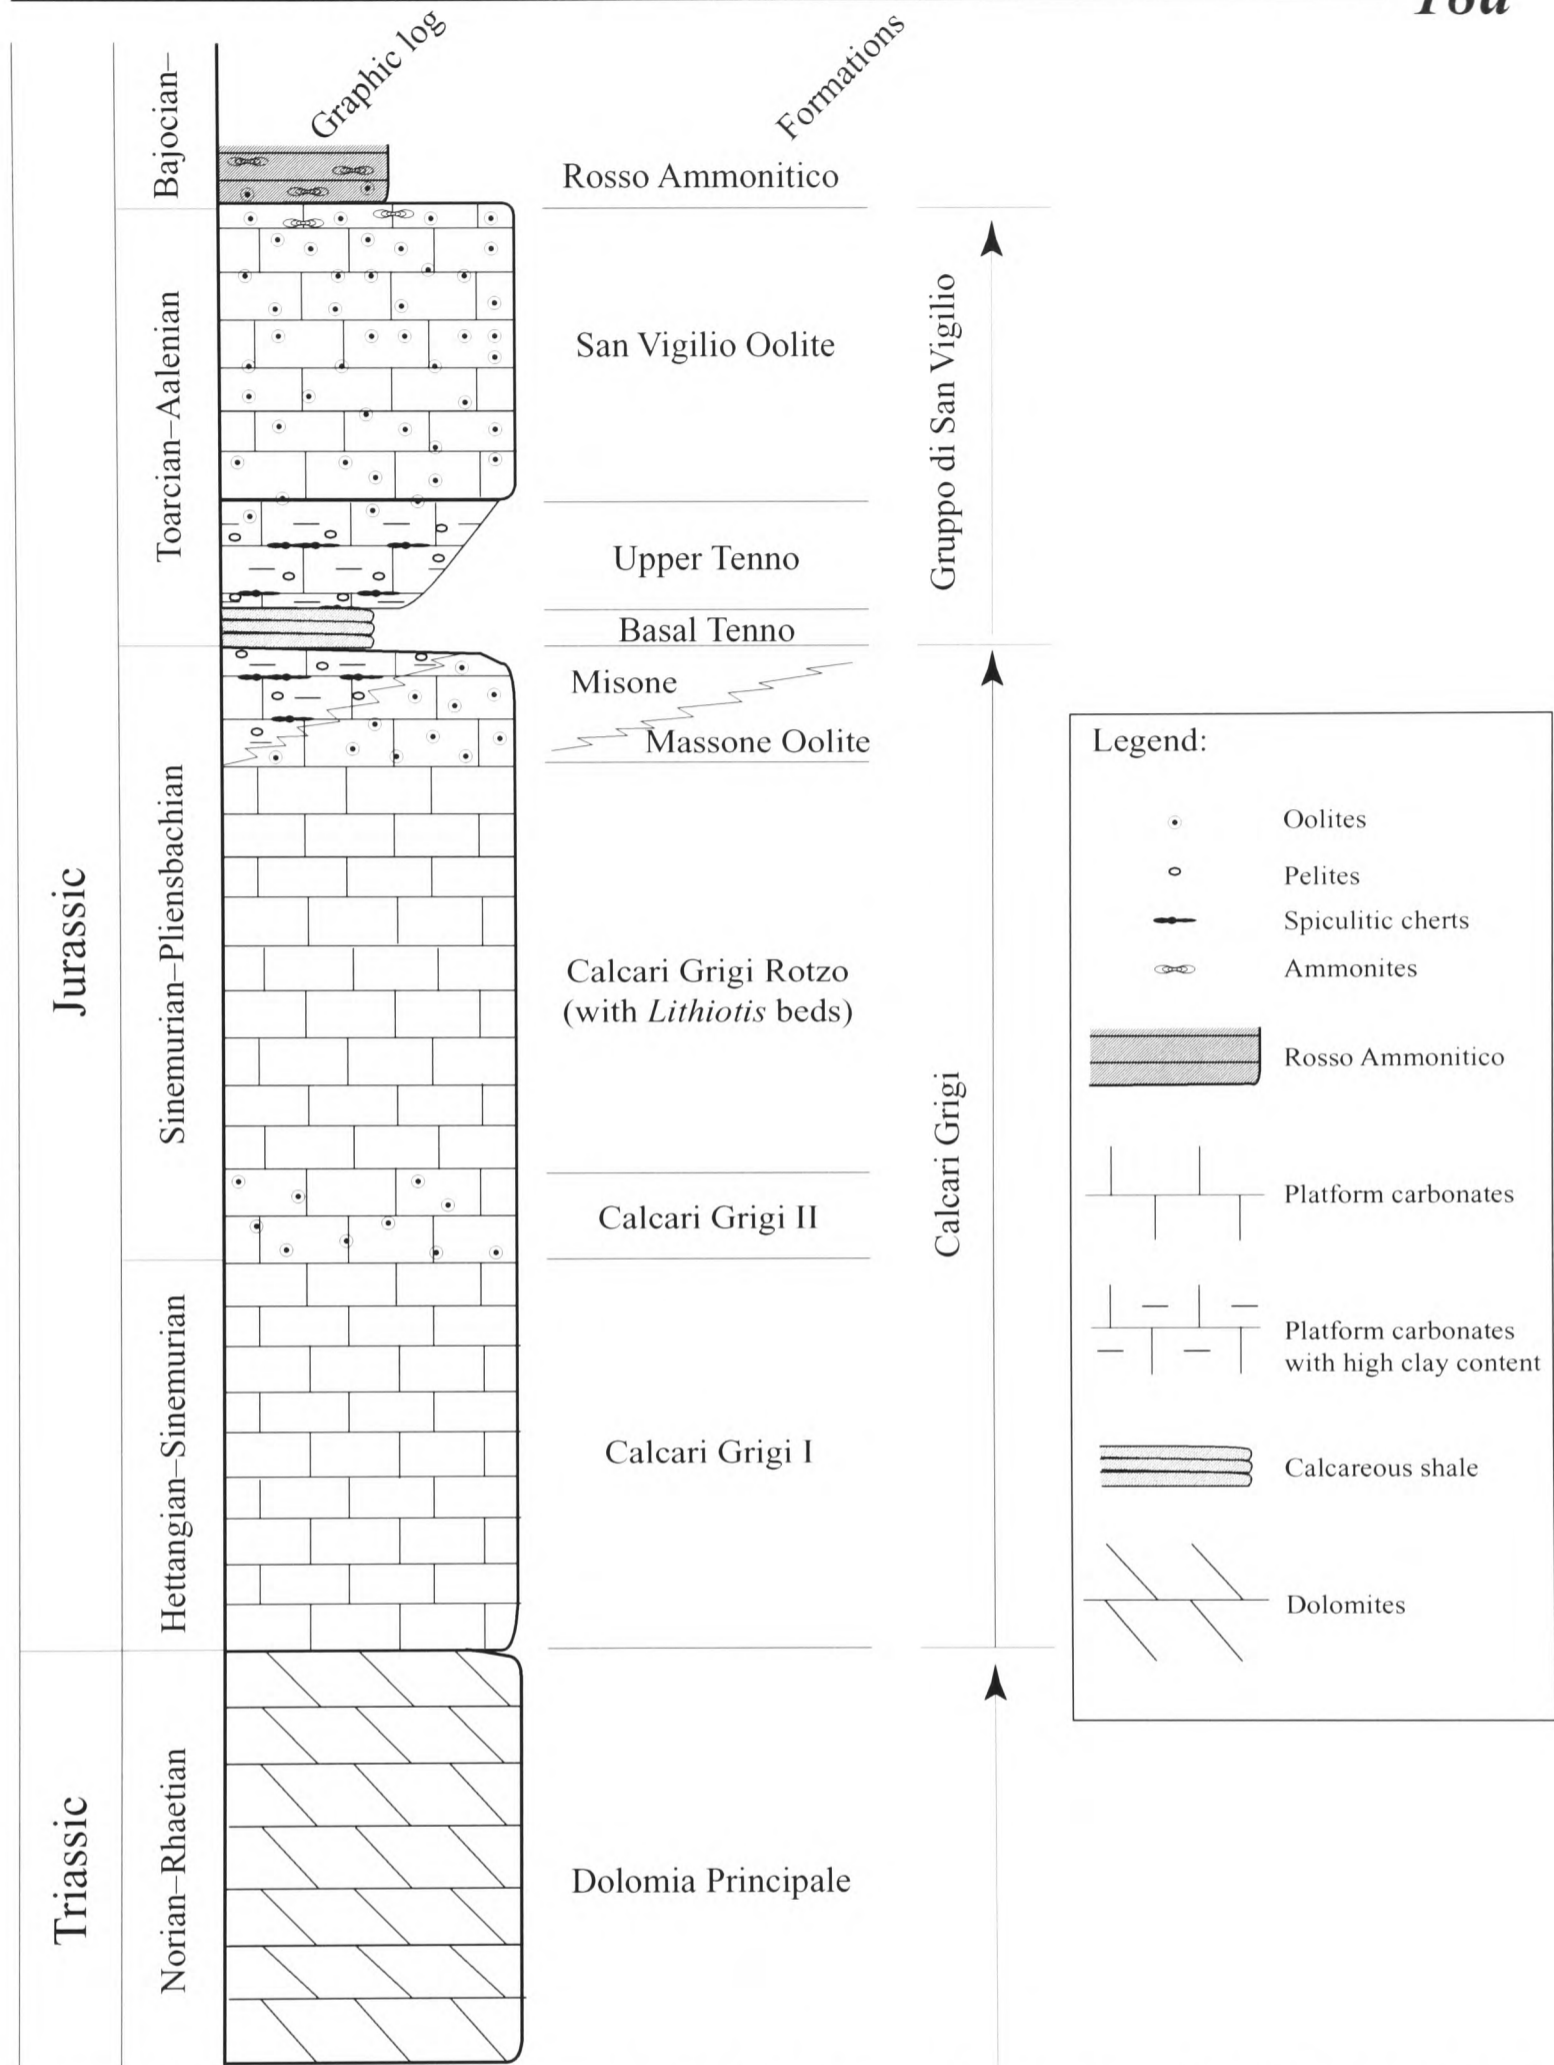 Graphic log
Formations
Bajocian–
Rosso Ammonitico
Toarcian–Aalenian
San Vigilio Oolite
Upper Tenno
Basal Tenno
Gruppo di San Vigilio
Jurassic
Sinemurian–Pliensbachian
Misone
Massone Oolite
Calcari Grigi Rotzo
(with Lithiotis beds)
Calcari Grigi II
Calcari Grigi
Hettangian–Sinemurian
Calcari Grigi I
Triassic
Norian–Rhaetian
Dolomia Principale
Legend:
Oolites
Pelites
Spiculitic cherts
Ammonites
Rosso Ammonitico
Platform carbonates
Platform carbonates
with high clay content
Calcareous shale
Dolomites